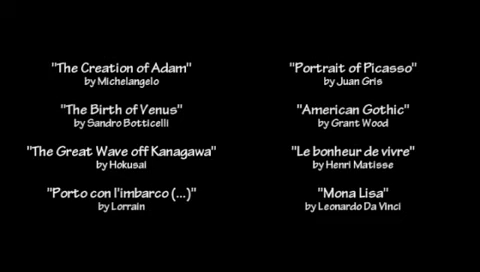 "The Creation of Adam"
by Michelangelo
"The Birth of Venus"
by Sandro Botticelli
"The Great Wave off Kanagawa"
by Hokusai
"Porto con l'imbarco (...)"
by Lorrain
"Portrait of Picasso"
by Juan Gris
"American Gothic"
by Grant Wood
"Le bonheur de vivre"
by Henri Matisse
"Mona Lisa"
by Leonardo Da Vinci